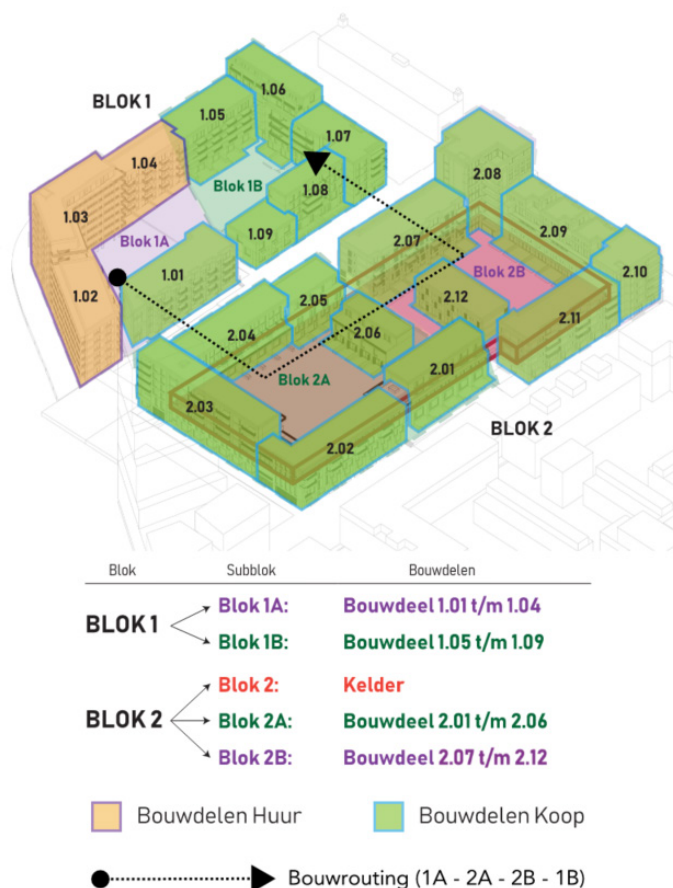 1.06
BLOK 1
1.05
1.07
1.04
1.08
2.08
1.03
Blok 1B
1.09
2.07
2.09
Blok 1A
1.01
Blok 2B
2.10
1.02
2.05
2.12
2.04
2.06
2.11
2.01
Blok 2A
2.03
2.02
BLOK 2
Blok Subblok Bouwdelen
BLOK 1
Blok 1A: Bouwdeel 1.01 t/m 1.04
Blok 1B: Bouwdeel 1.05 t/m 1.09
BLOK 2
Blok 2: Kelder
Blok 2A: Bouwdeel 2.01 t/m 2.06
Blok 2B: Bouwdeel 2.07 t/m 2.12
Bouwdelen Huur Bouwdelen Koop
Bouwrouting (1A - 2A - 2B - 1B)